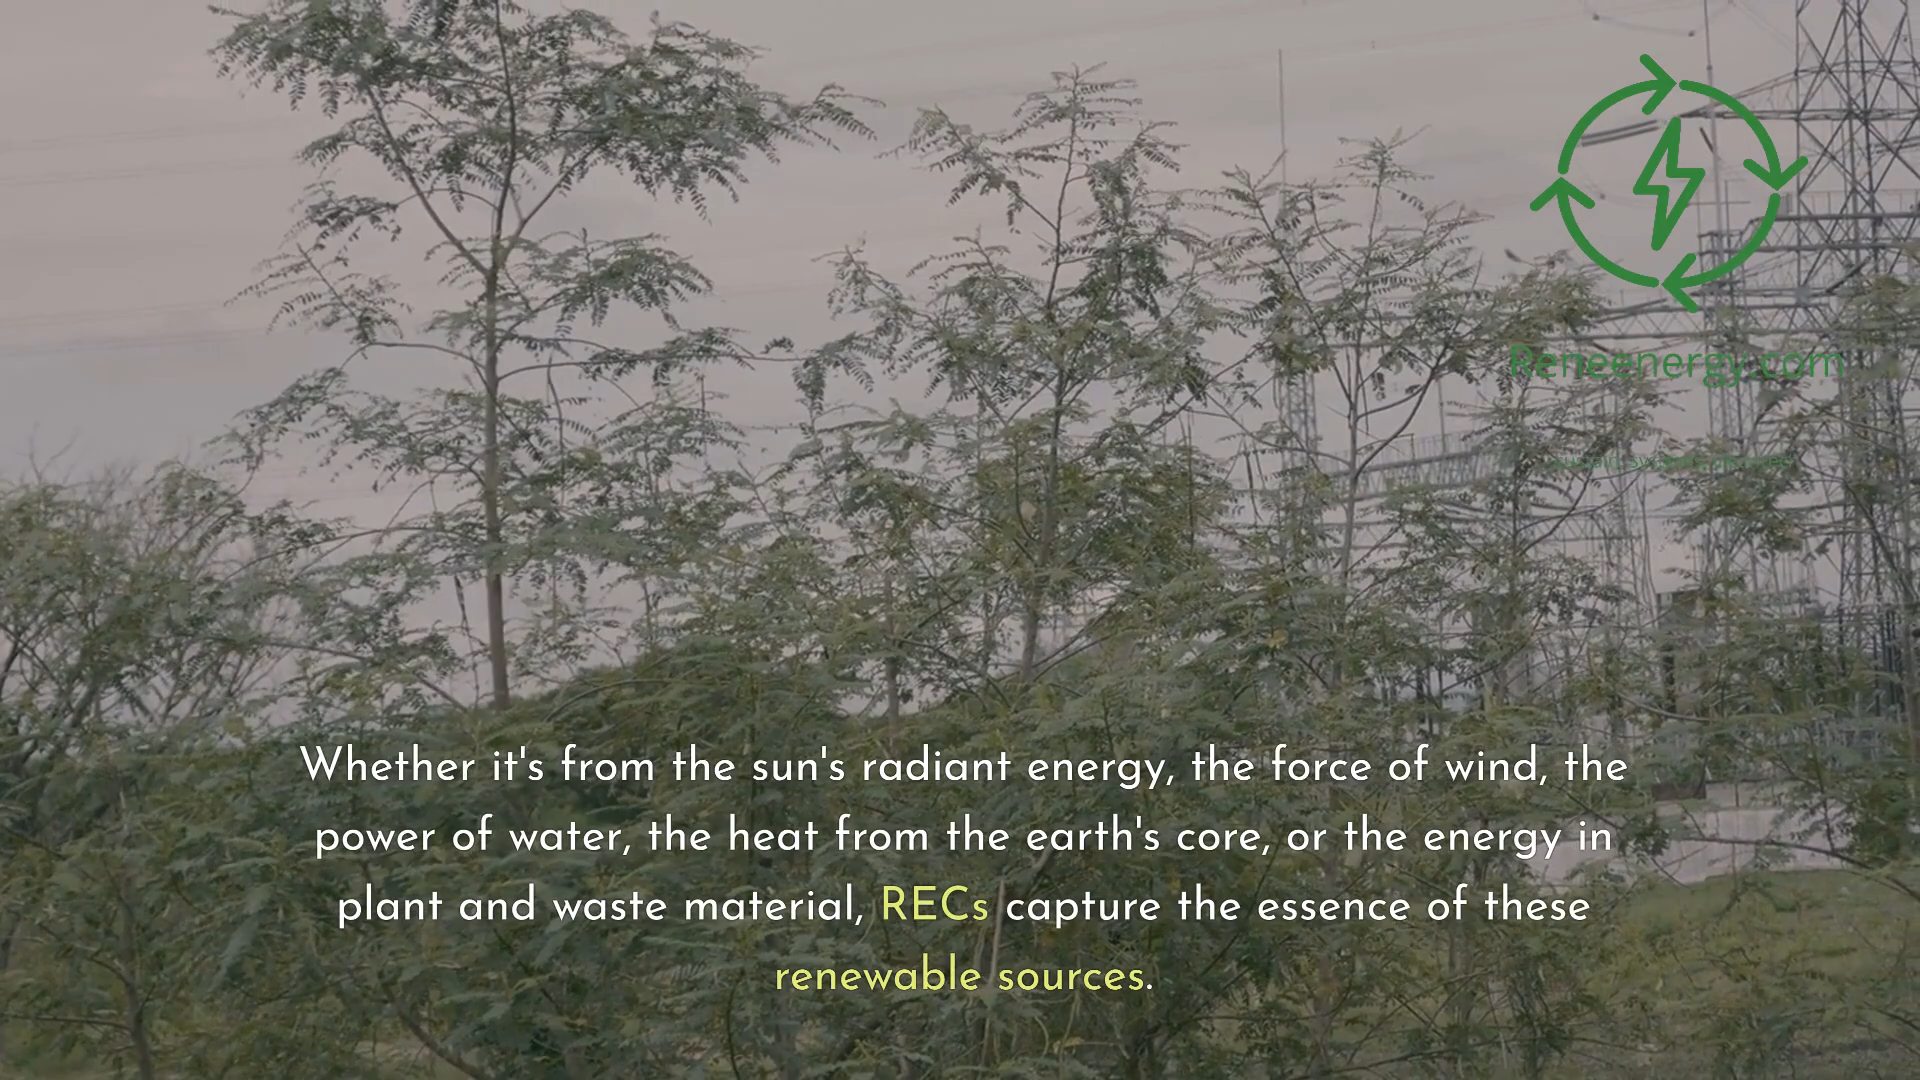 Reneenergy.com
Whether it's from the sun's radiant energy, the force of wind, the
power of water, the heat from the earth's core, or the energy in
plant and waste material, RECs capture the essence of these
renewable sources.